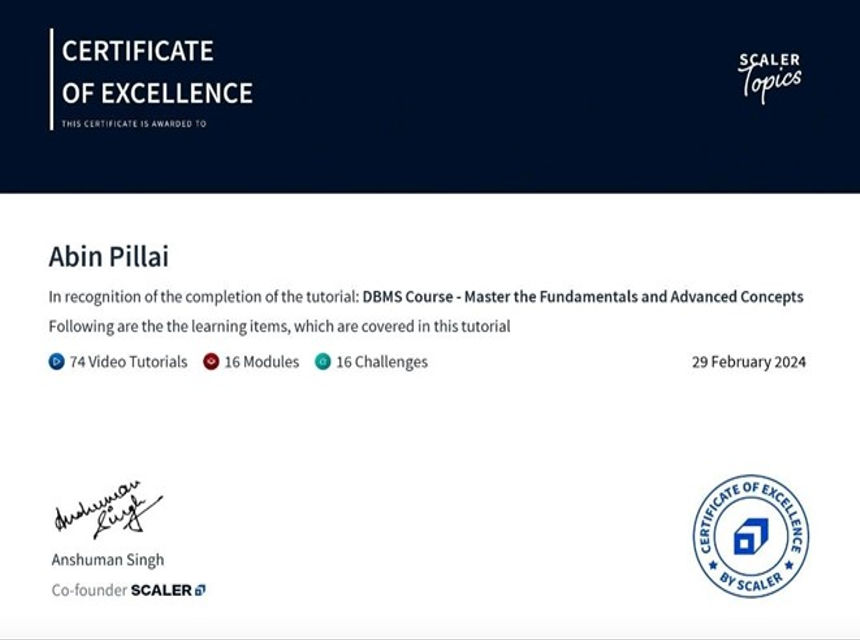 CERTIFICATE
OF EXCELLENCE
THIS CERTIFICATE IS AWARDED TO
SCALER
Topics
Abin Pillai
In recognition of the completion of the tutorial: DBMS Course - Master the Fundamentals and Advanced Concepts
Following are the the learning items, which are covered in this tutorial
74 Video Tutorials 16 Modules 16 Challenges 29 February 2024
Anshuman
Singh
Anshuman Singh
Co-founder SCALER
CERTIFICATE OF EXCELLENCE
BY SCALER